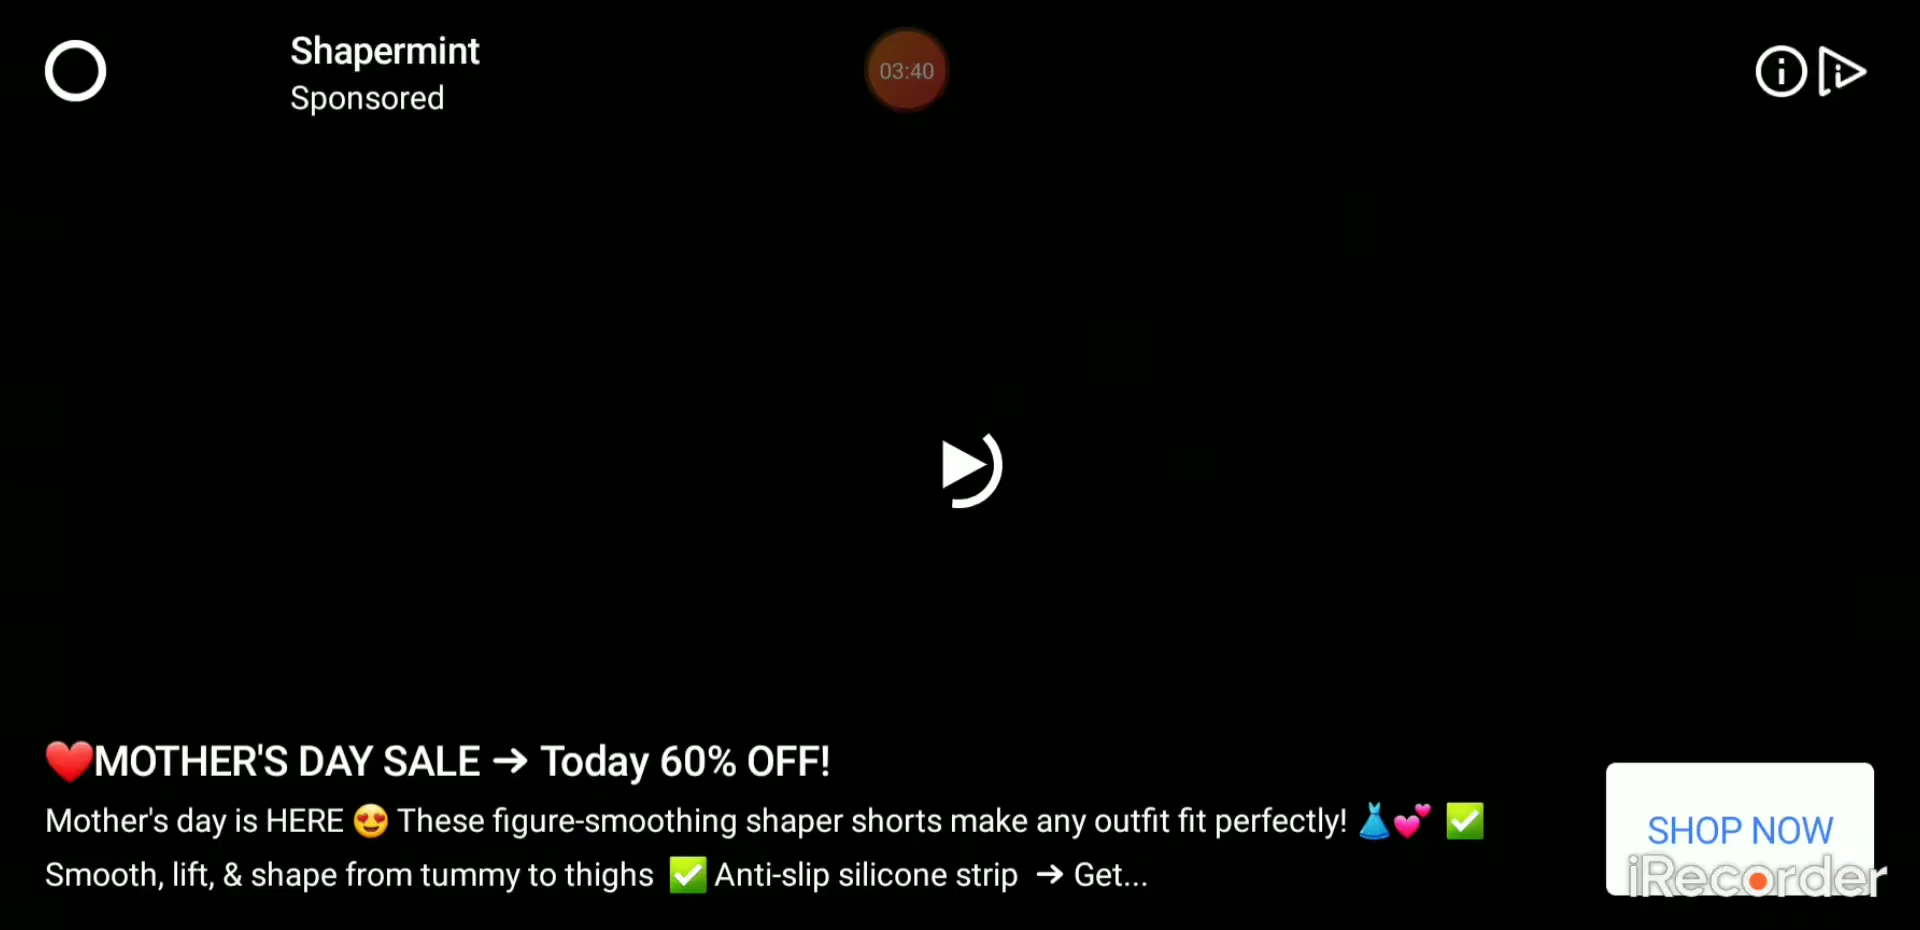 Shapermint
Sponsored
03:40
❤️MOTHER'S DAY SALE → Today 60% OFF!
Mother's day is HERE 😍 These figure-smoothing shaper shorts make any outfit fit perfectly! 👗💕 ✅
Smooth, lift, & shape from tummy to thighs ✅ Anti-slip silicone strip → Get...
SHOP NOW
iRecorder